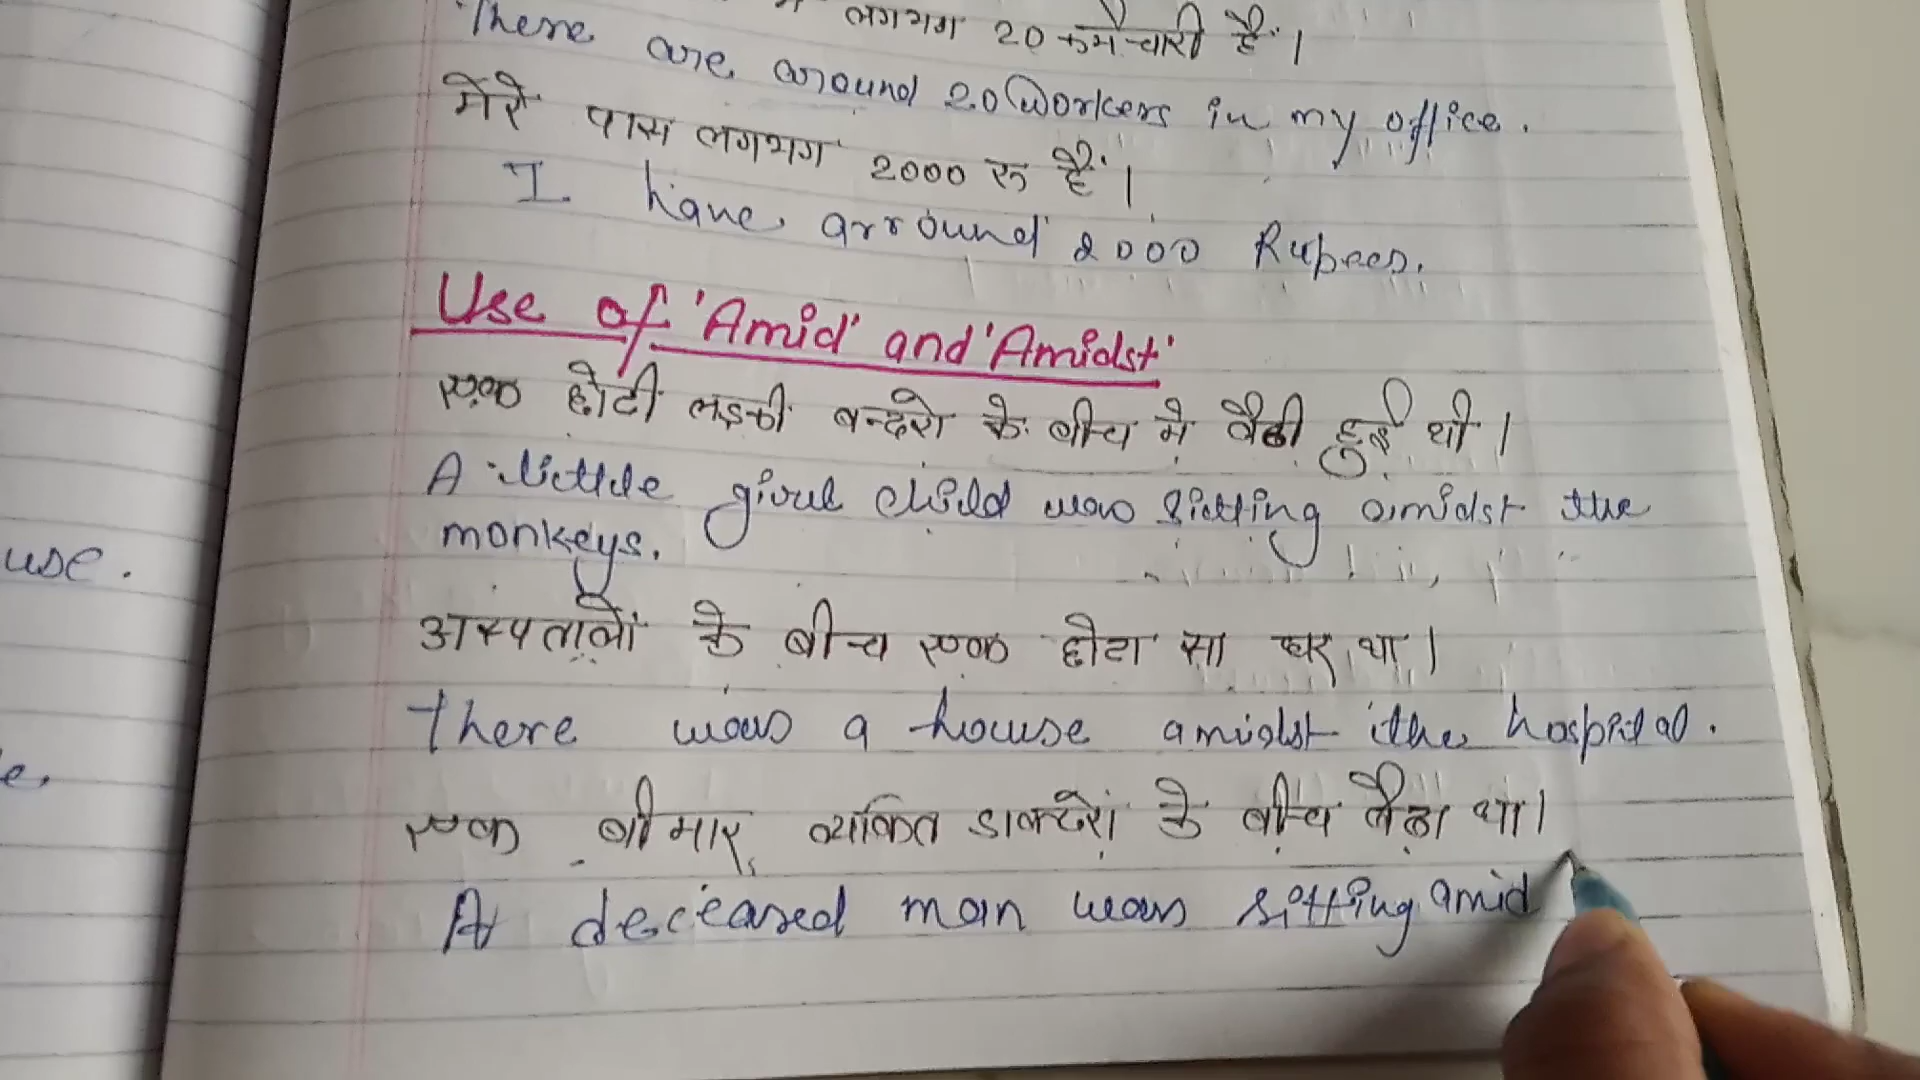 लगभग 20 कर्मचारी हैं।
There are around 20 Workers in my office.
मेरे पास लगभग 2000 रु हैं।
I have arround 2000 Rupees.
Use of 'Amid' and 'Amidst'
एक छोटी लड़की बन्दरो के बीच मे बैठी हुई थी।
A little girl child was sitting amidst the
monkeys.
use.
अस्पतालों के बीच एक छोटा सा घर था।
There was a house amidst the hospital.
e.
एक बीमार व्यक्ति डाक्टरों के बीच बैठा था।
A deceased man was sitting amid